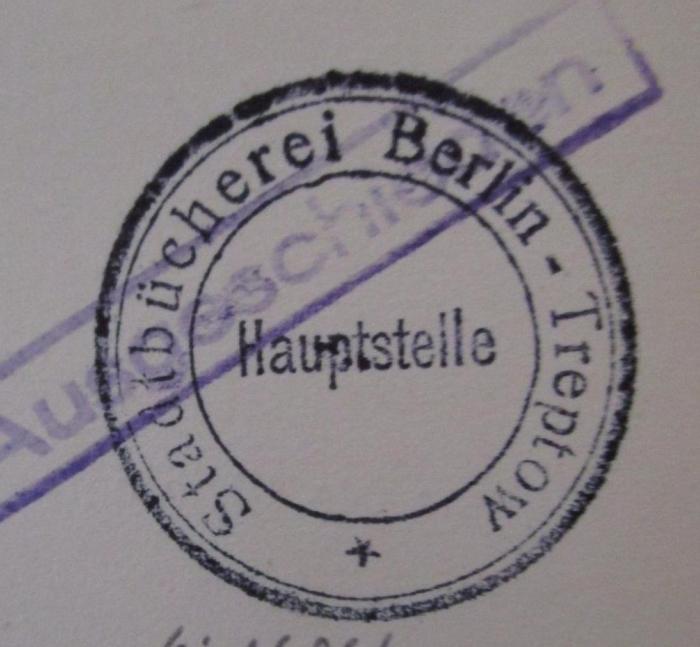 Stadtbücherei Berlin-Treptow
Hauptstelle
Ausgeschieden